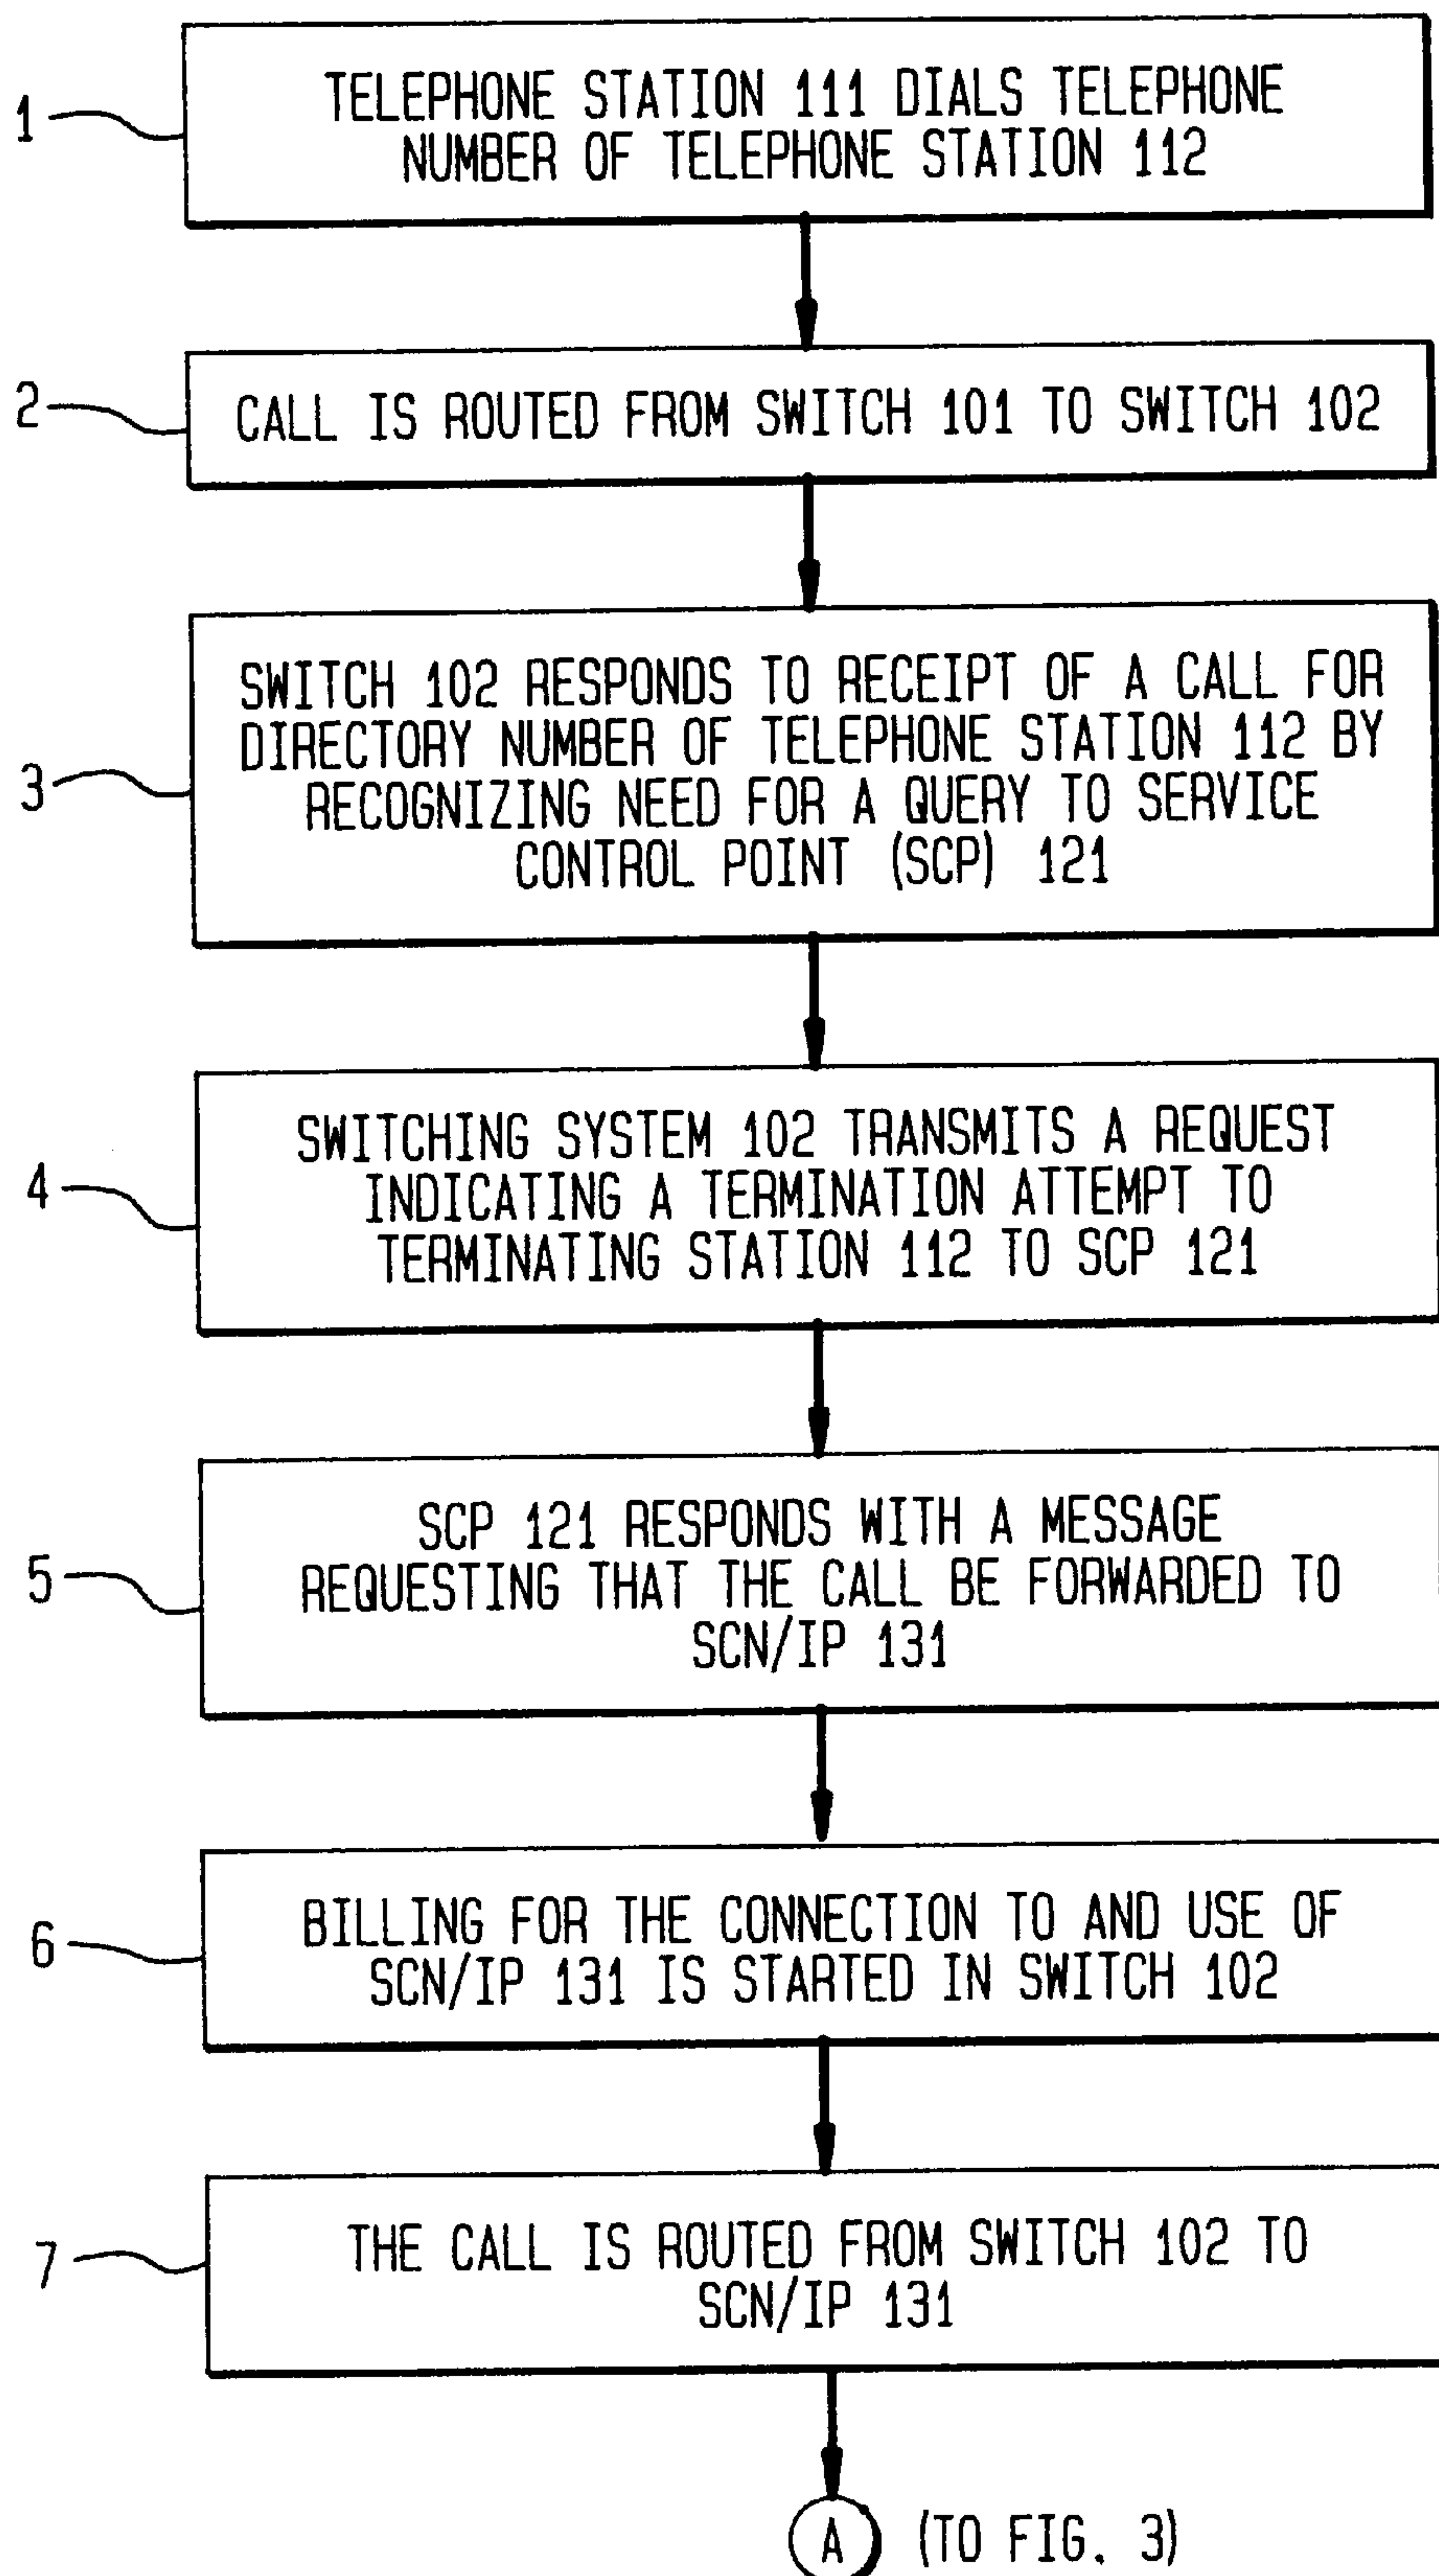 1
TELEPHONE STATION 111 DIALS TELEPHONE
NUMBER OF TELEPHONE STATION 112
2
CALL IS ROUTED FROM SWITCH 101 TO SWITCH 102
3
SWITCH 102 RESPONDS TO RECEIPT OF A CALL FOR
DIRECTORY NUMBER OF TELEPHONE STATION 112 BY
RECOGNIZING NEED FOR A QUERY TO SERVICE
CONTROL POINT (SCP) 121
4
SWITCHING SYSTEM 102 TRANSMITS A REQUEST
INDICATING A TERMINATION ATTEMPT TO
TERMINATING STATION 112 TO SCP 121
5
SCP 121 RESPONDS WITH A MESSAGE
REQUESTING THAT THE CALL BE FORWARDED TO
SCN/IP 131
6
BILLING FOR THE CONNECTION TO AND USE OF
SCN/IP 131 IS STARTED IN SWITCH 102
7
THE CALL IS ROUTED FROM SWITCH 102 TO
SCN/IP 131
A (TO FIG. 3)